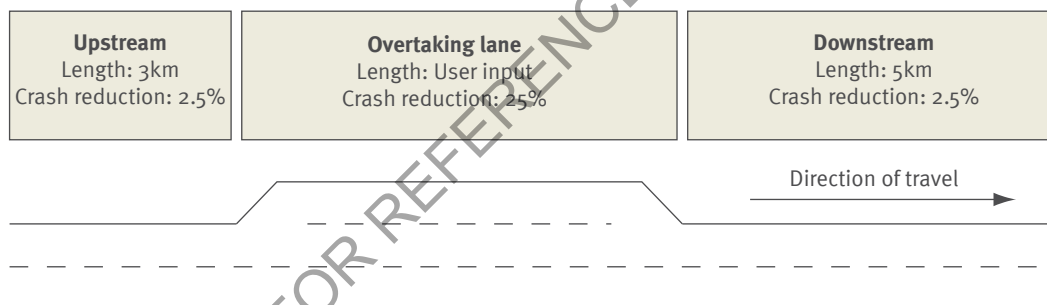 Upstream
Length: 3km
Crash reduction: 2.5%
Overtaking lane
Length: User input
Crash reduction: 25%
Downstream
Length: 5km
Crash reduction: 2.5%
Direction of travel
FOR REFERENC